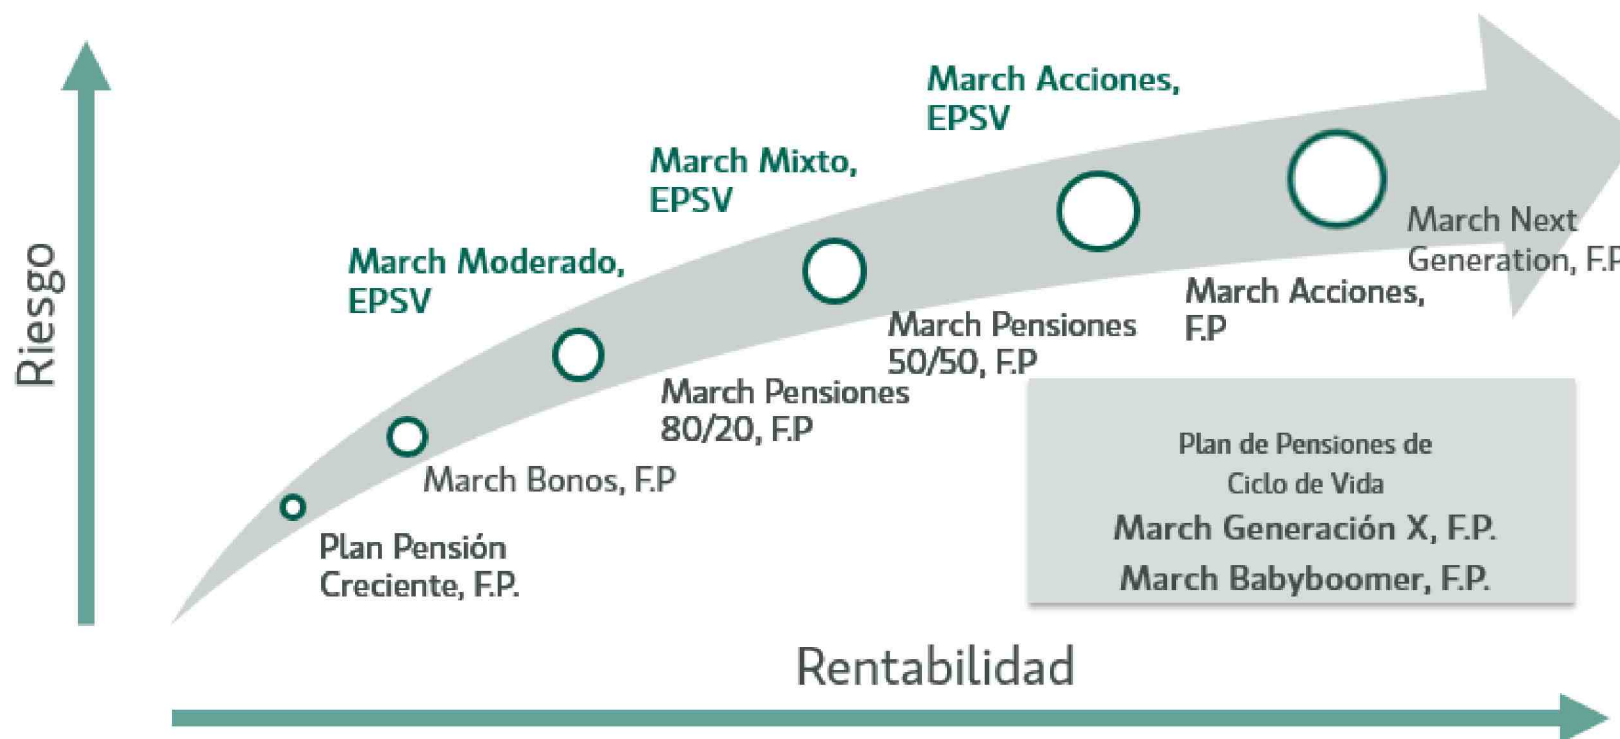 March Acciones,
EPSV
March Mixto,
EPSV
March Moderado,
EPSV
Riesgo
March Next
Generation, F.P
March Acciones,
F.P
March Pensiones
50/50, F.P
March Pensiones
80/20, F.P
March Bonos, F.P
Plan Pensión
Creciente, F.P.
Plan de Pensiones de
Ciclo de Vida
March Generación X, F.P.
March Babyboomer, F.P.
Rentabilidad